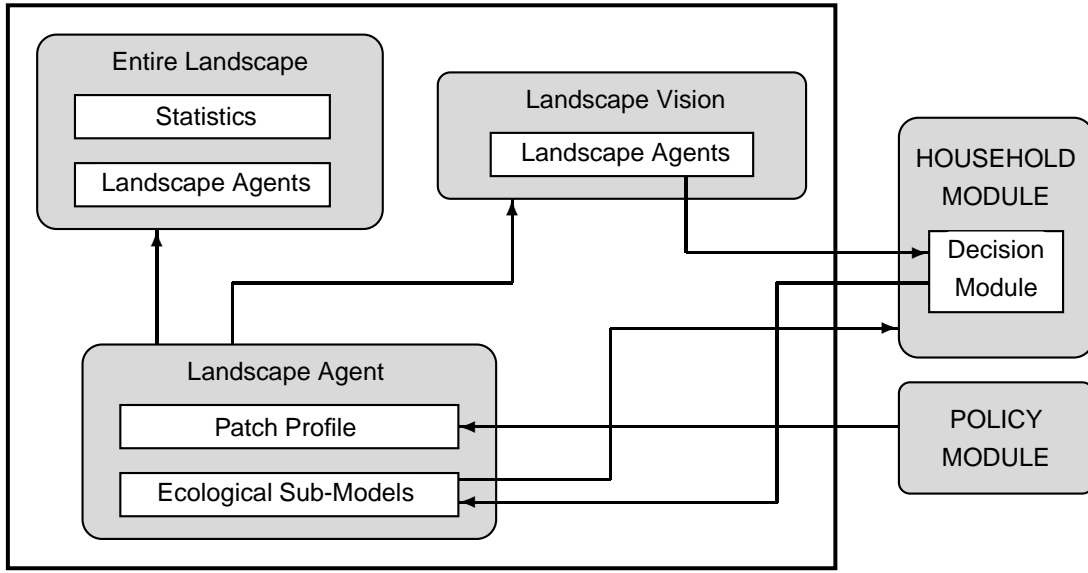 Entire Landscape
Statistics
Landscape Agents
Landscape Vision
Landscape Agents
HOUSEHOLD
MODULE
Decision
Module
Landscape Agent
Patch Profile
Ecological Sub-Models
POLICY
MODULE